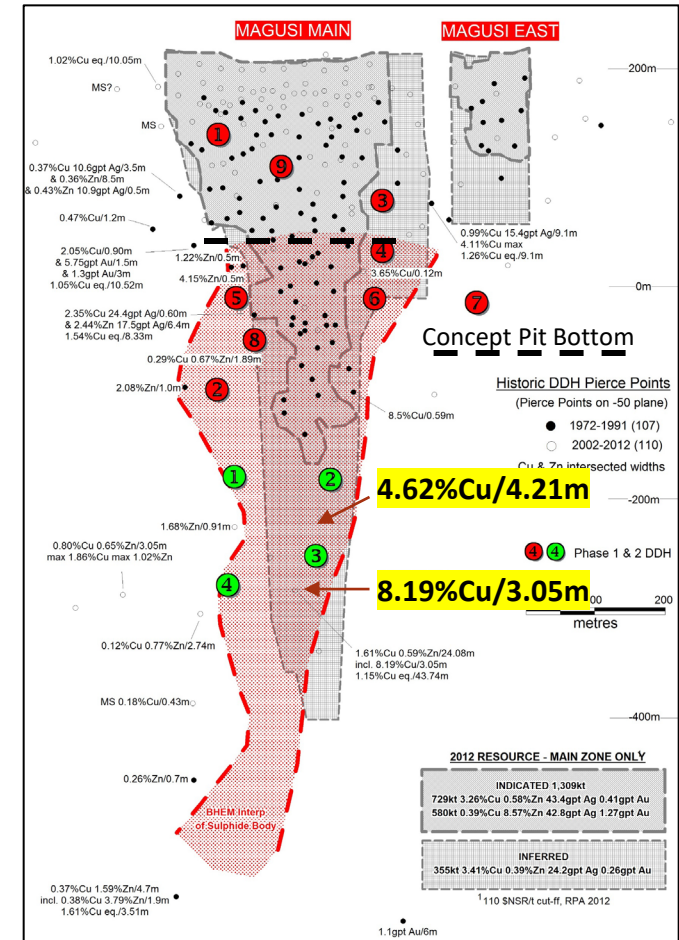 MAGUSI MAIN
MAGUSI EAST
1.02%Cu eq./10.05m
200m
MS?
MS
1
9
3
0.37%Cu 10.6gpt Ag/3.5m
& 0.36%Zn/8.5m
& 0.43%Zn 10.9gpt Ag/0.5m
0.47%Cu/1.2m
0.99%Cu 15.4gpt Ag/9.1m
4.11%Cu max
1.26%Cu eq./9.1m
2.05%Cu/0.90m
& 5.75gpt Au/1.5m
& 1.3gpt Au/3m
1.05%Cu eq./10.52m
1.22%Zn/0.5m
4
4.15%Zn/0.5m
3.65%Cu/0.12m
0m
5
6
7
2.35%Cu 24.4gpt Ag/0.60m
& 2.44%Zn 17.5gpt Ag/6.4m
1.54%Cu eq./8.33m
8
Concept Pit Bottom
0.29%Cu 0.67%Zn/1.89m
2
2.08%Zn/1.0m
8.5%Cu/0.59m
Historic DDH Pierce Points
(Pierce Points on -50 plane)
1972-1991 (107)
2002-2012 (110)
Cu & Zn intersected widths
1
2
4.62%Cu/4.21m
-200m
1.68%Zn/0.91m
0.80%Cu 0.65%Zn/3.05m
max 1.86%Cu max 1.02%Zn
3
4 4 Phase 1 & 2 DDH
4
8.19%Cu/3.05m
200
metres
0.12%Cu 0.77%Zn/2.74m
1.61%Cu 0.59%Zn/24.08m
incl. 8.19%Cu/3.05m
1.15%Cu eq./43.74m
MS 0.18%Cu/0.43m
-400m
2012 RESOURCE - MAIN ZONE ONLY
INDICATED 1,309kt
729kt 3.26%Cu 0.58%Zn 43.4gpt Ag 0.41gpt Au
580kt 0.39%Cu 8.57%Zn 42.8gpt Ag 1.27gpt Au
0.26%Zn/0.7m
BHEM Interp
of Sulphide Body
INFERRED
355kt 3.41%Cu 0.39%Zn 24.2gpt Ag 0.26gpt Au
1 110 $NSR/t cut-ff, RPA 2012
0.37%Cu 1.59%Zn/4.7m
incl. 0.38%Cu 3.79%Zn/1.9m
1.61%Cu eq./3.51m
1.1gpt Au/6m